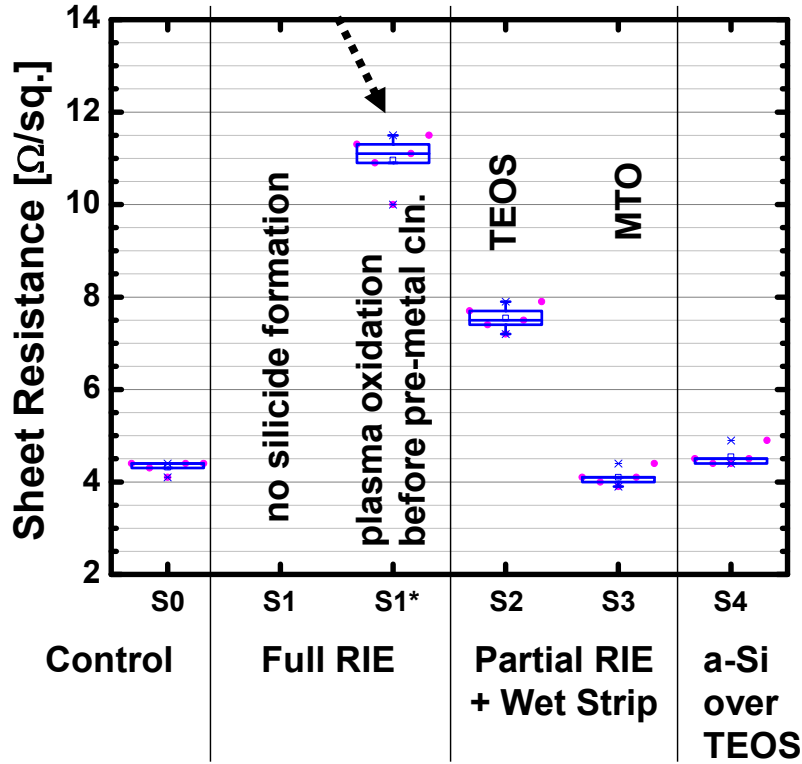 Sheet Resistance [Ω/sq.]
14
12
10
8
6
4
2
no silicide formation
plasma oxidation
before pre-metal cln.
TEOS
MTO
S0
S1
S1*
S2
S3
S4
Control
Full RIE
Partial RIE
+ Wet Strip
a-Si
over
TEOS